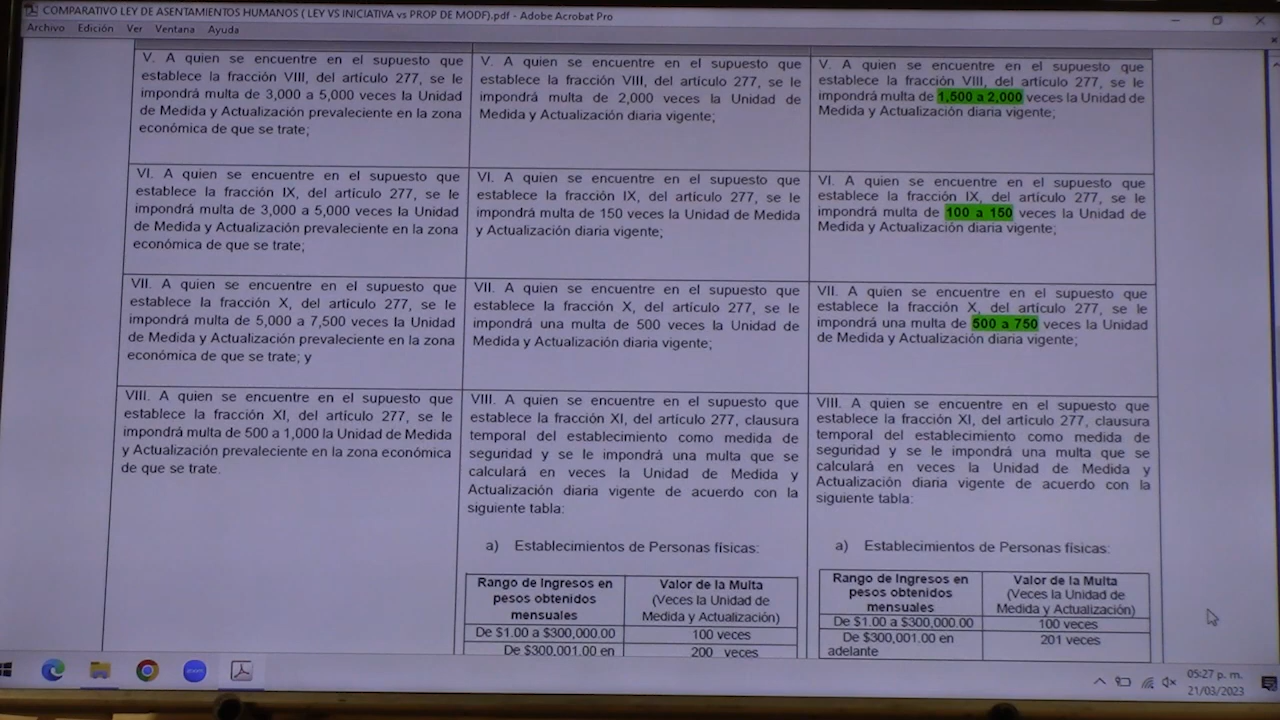 COMPARATIVO LEY DE ASENTAMIENTOS HUMANOS ( LEY VS INICIATIVA vs PROP DE MODF).pdf - Adobe Acrobat Pro
Archivo Edición Ver Ventana Ayuda
V. A quien se encuentre en el supuesto que
establece la fracción VIII, del artículo 277, se le
impondrá multa de 3,000 a 5,000 veces la Unidad
de Medida y Actualización prevaleciente en la zona
económica de que se trate;
V. A quien se encuentre en el supuesto que
establece la fracción VIII, del artículo 277, se le
impondrá multa de 2,000 veces la Unidad de
Medida y Actualización diaria vigente;
V. A quien se encuentre en el supuesto que
establece la fracción VIII, del artículo 277, se le
impondrá multa de 1,500 a 2,000 veces la Unidad de
Medida y Actualización diaria vigente;
VI. A quien se encuentre en el supuesto que
establece la fracción IX, del artículo 277, se le
impondrá multa de 3,000 a 5,000 veces la Unidad
de Medida y Actualización prevaleciente en la zona
económica de que se trate;
VI. A quien se encuentre en el supuesto que
establece la fracción IX, del artículo 277, se le
impondrá multa de 150 veces la Unidad de Medida
y Actualización diaria vigente;
VI. A quien se encuentre en el supuesto que
establece la fracción IX, del artículo 277, se le
impondrá multa de 100 a 150 veces la Unidad de
Medida y Actualización diaria vigente;
VII. A quien se encuentre en el supuesto que
establece la fracción X, del artículo 277, se le
impondrá multa de 5,000 a 7,500 veces la Unidad
de Medida y Actualización prevaleciente en la zona
económica de que se trate; y
VII. A quien se encuentre en el supuesto que
establece la fracción X, del artículo 277, se le
impondrá una multa de 500 veces la Unidad de
Medida y Actualización diaria vigente;
VII. A quien se encuentre en el supuesto que
establece la fracción X, del artículo 277, se le
impondrá una multa de 500 a 750 veces la Unidad
de Medida y Actualización diaria vigente;
VIII. A quien se encuentre en el supuesto que
establece la fracción XI, del artículo 277, se le
impondrá multa de 500 a 1,000 la Unidad de Medida
y Actualización prevaleciente en la zona económica
de que se trate.
VIII. A quien se encuentre en el supuesto que
establece la fracción XI, del artículo 277, clausura
temporal del establecimiento como medida de
seguridad y se le impondrá una multa que se
calculará en veces la Unidad de Medida y
Actualización diaria vigente de acuerdo con la
siguiente tabla:
a) Establecimientos de Personas físicas:
Rango de Ingresos en
pesos obtenidos
mensuales
Valor de la Multa
(Veces la Unidad de
Medida y Actualización)
De $1.00 a $300,000.00
100 veces
De $300,001.00 en
200 veces
VIII. A quien se encuentre en el supuesto que
establece la fracción XI, del artículo 277, clausura
temporal del establecimiento como medida de
seguridad y se le impondrá una multa que se
calculará en veces la Unidad de Medida y
Actualización diaria vigente de acuerdo con la
siguiente tabla:
a) Establecimientos de Personas físicas:
Rango de Ingresos en
pesos obtenidos
mensuales
Valor de la Multa
(Veces la Unidad de
Medida y Actualización)
De $1.00 a $300,000.00
100 veces
De $300,001.00 en
adelante
201 veces
05:27 p. m.
21/03/2023